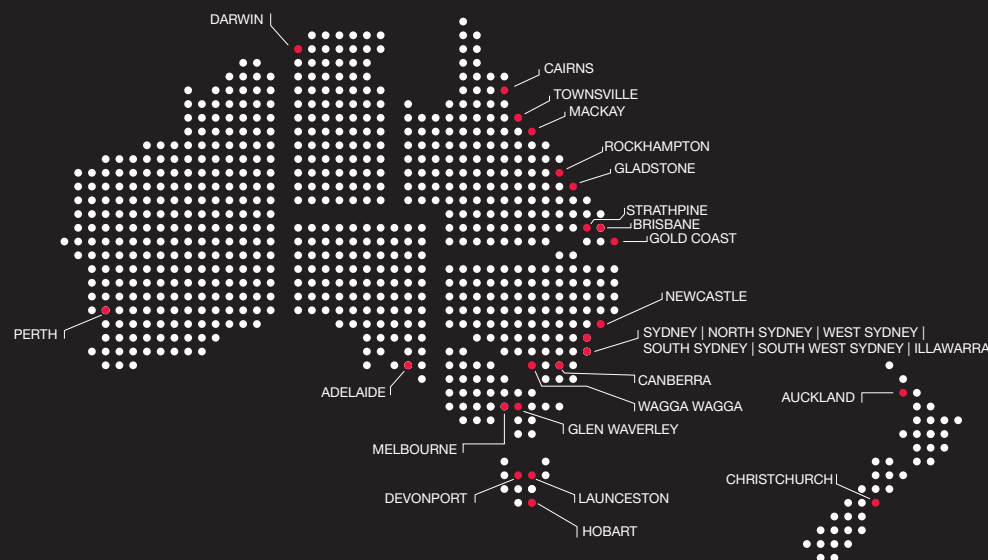 DARWIN
CAIRNS
TOWNSVILLE
MACKAY
ROCKHAMPTON
GLADSTONE
STRATHPINE
BRISBANE
GOLD COAST
NEWCASTLE
PERTH
SYDNEY | NORTH SYDNEY | WEST SYDNEY |
SOUTH SYDNEY | SOUTH WEST SYDNEY | ILLAWARRA
CANBERRA
ADELAIDE
AUCKLAND
WAGGA WAGGA
GLEN WAVERLEY
MELBOURNE
CHRISTCHURCH
DEVONPORT
LAUNCESTON
HOBART